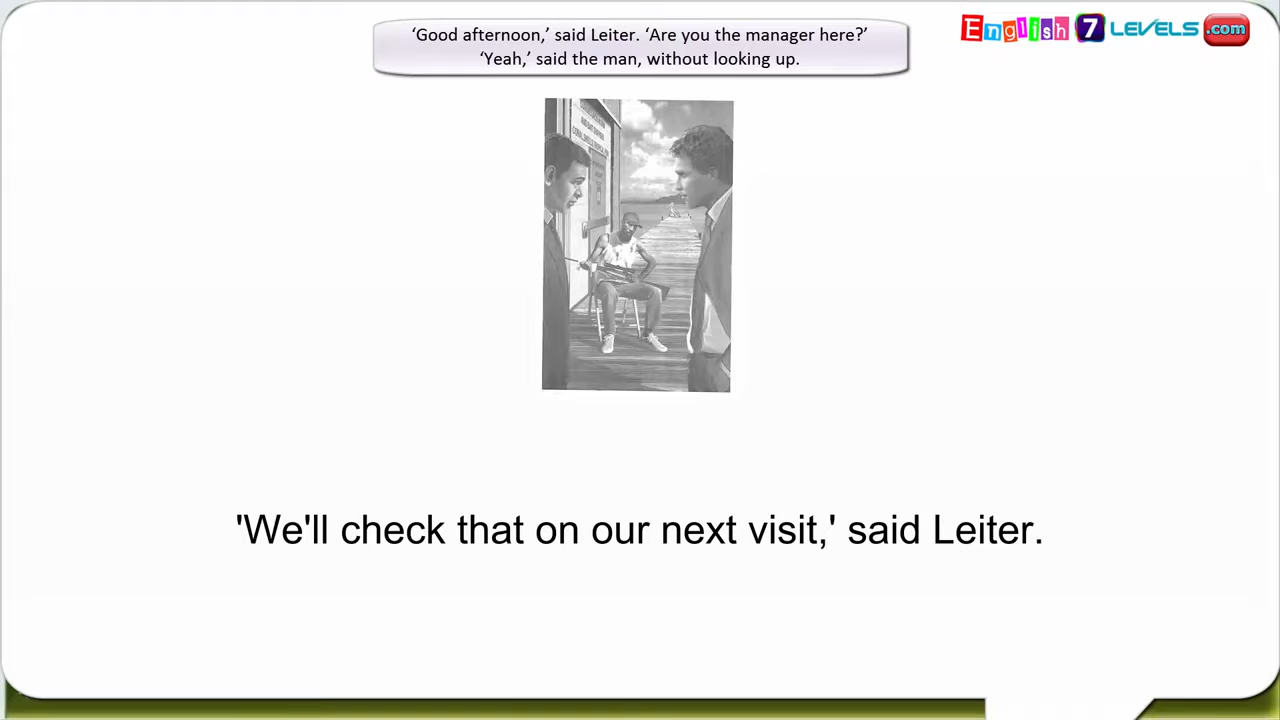 ‘Good afternoon,’ said Leiter. ‘Are you the manager here?’
‘Yeah,’ said the man, without looking up.
English 7 LEVELS .com
'We'll check that on our next visit,' said Leiter.